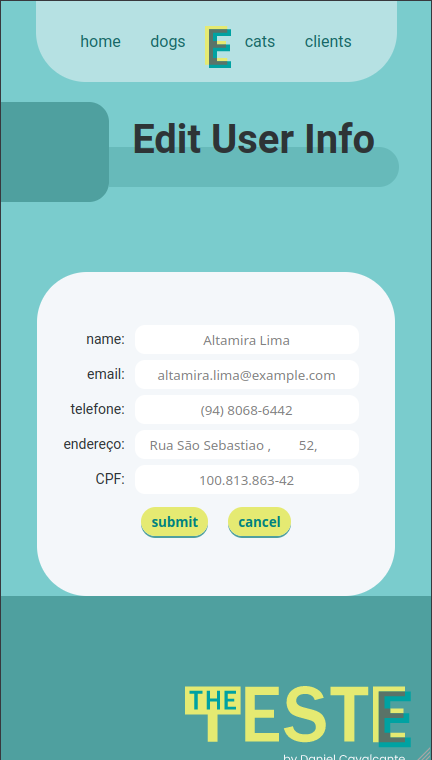 home dogs E cats clients
Edit User Info
name: Altamira Lima
email: altamira.lima@example.com
telefone: (94) 8068-6442
endereço: Rua São Sebastiao , 52,
CPF: 100.813.863-42
submit cancel
THE TESTE
by Daniel Cavalcante